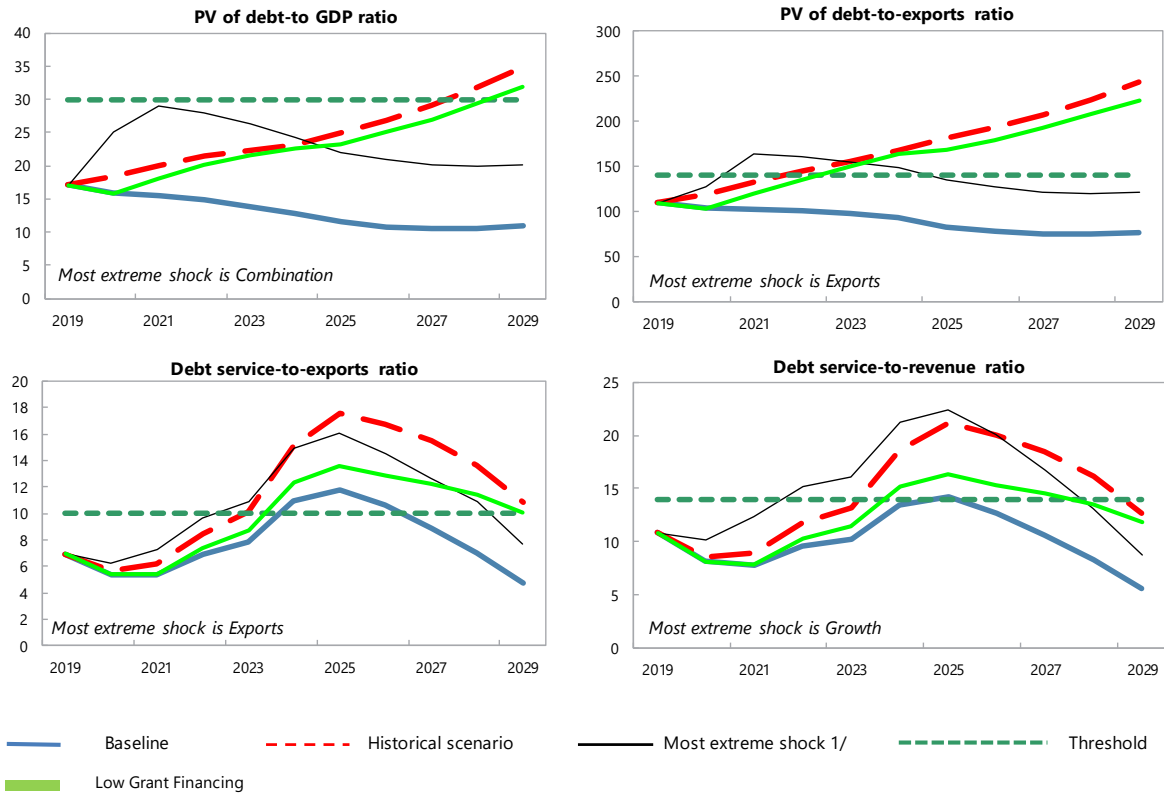 PV of debt-to GDP ratio
40
35
30
25
20
15
10
5
0
Most extreme shock is Combination
2019 2021 2023 2025 2027 2029
PV of debt-to-exports ratio
300
250
200
150
100
50
0
Most extreme shock is Exports
2019 2021 2023 2025 2027 2029
Debt service-to-exports ratio
20
18
16
14
12
10
8
6
4
2
0
Most extreme shock is Exports
2019 2021 2023 2025 2027 2029
Debt service-to-revenue ratio
25
20
15
10
5
0
Most extreme shock is Growth
2019 2021 2023 2025 2027 2029
Baseline Historical scenario Most extreme shock 1/ Threshold
Low Grant Financing